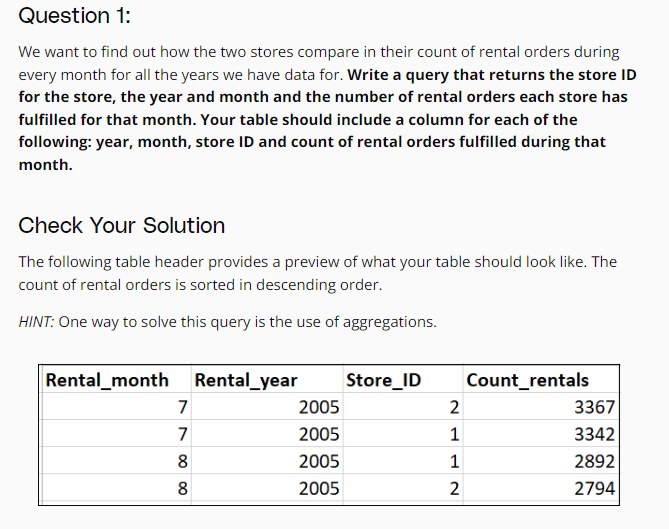 Question 1:
We want to find out how the two stores compare in their count of rental orders during
every month for all the years we have data for. Write a query that returns the store ID
for the store, the year and month and the number of rental orders each store has
fulfilled for that month. Your table should include a column for each of the
following: year, month, store ID and count of rental orders fulfilled during that
month.
Check Your Solution
The following table header provides a preview of what your table should look like. The
count of rental orders is sorted in descending order.
HINT: One way to solve this query is the use of aggregations.
Rental_month Rental_year Store_ID Count_rentals
7 2005 2 3367
7 2005 1 3342
8 2005 1 2892
8 2005 2 2794